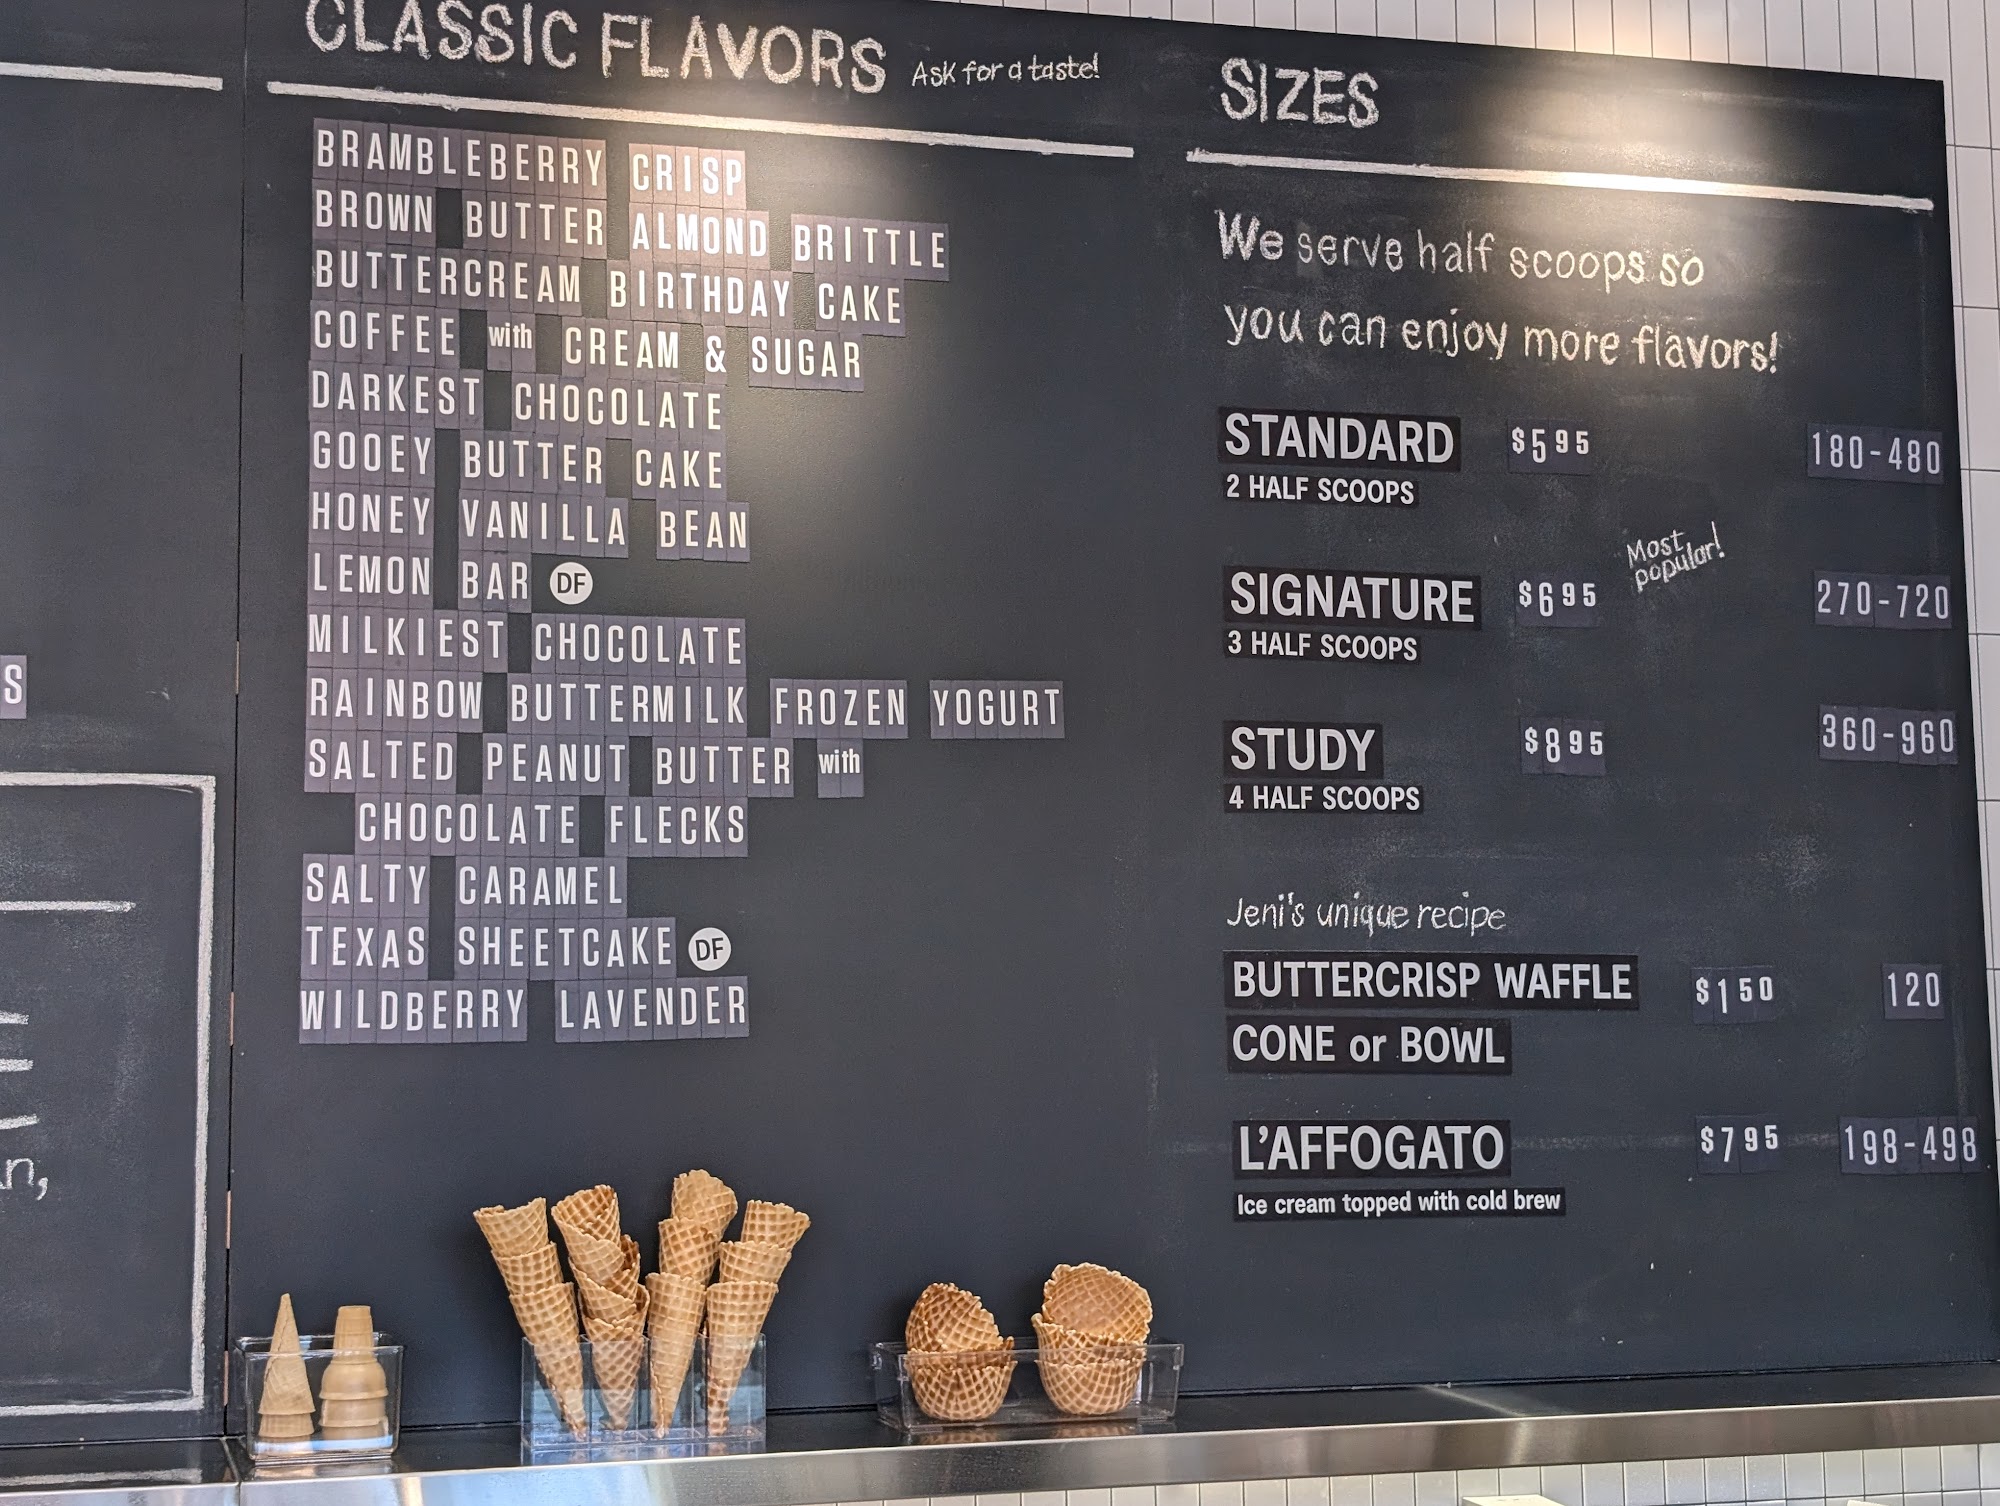 CLASSIC FLAVORS Ask for a taste!
BRAMBLEBERRY CRISP
BROWN BUTTER ALMOND BRITTLE
BUTTERCREAM BIRTHDAY CAKE
COFFEE with CREAM & SUGAR
DARKEST CHOCOLATE
GOOEY BUTTER CAKE
HONEY VANILLA BEAN
LEMON BAR DF
MILKIEST CHOCOLATE
RAINBOW BUTTERMILK FROZEN YOGURT
SALTED PEANUT BUTTER with
CHOCOLATE FLECKS
SALTY CARAMEL
TEXAS SHEETCAKE DF
WILDBERRY LAVENDER
SIZES
We serve half scoops so
you can enjoy more flavors!
STANDARD $595 180-480
2 HALF SCOOPS
Most
popular!
SIGNATURE $695 270-720
3 HALF SCOOPS
STUDY $895 360-960
4 HALF SCOOPS
Jeni's unique recipe
BUTTERCRISP WAFFLE $150 120
CONE or BOWL
L'AFFOGATO $795 198-498
Ice cream topped with cold brew